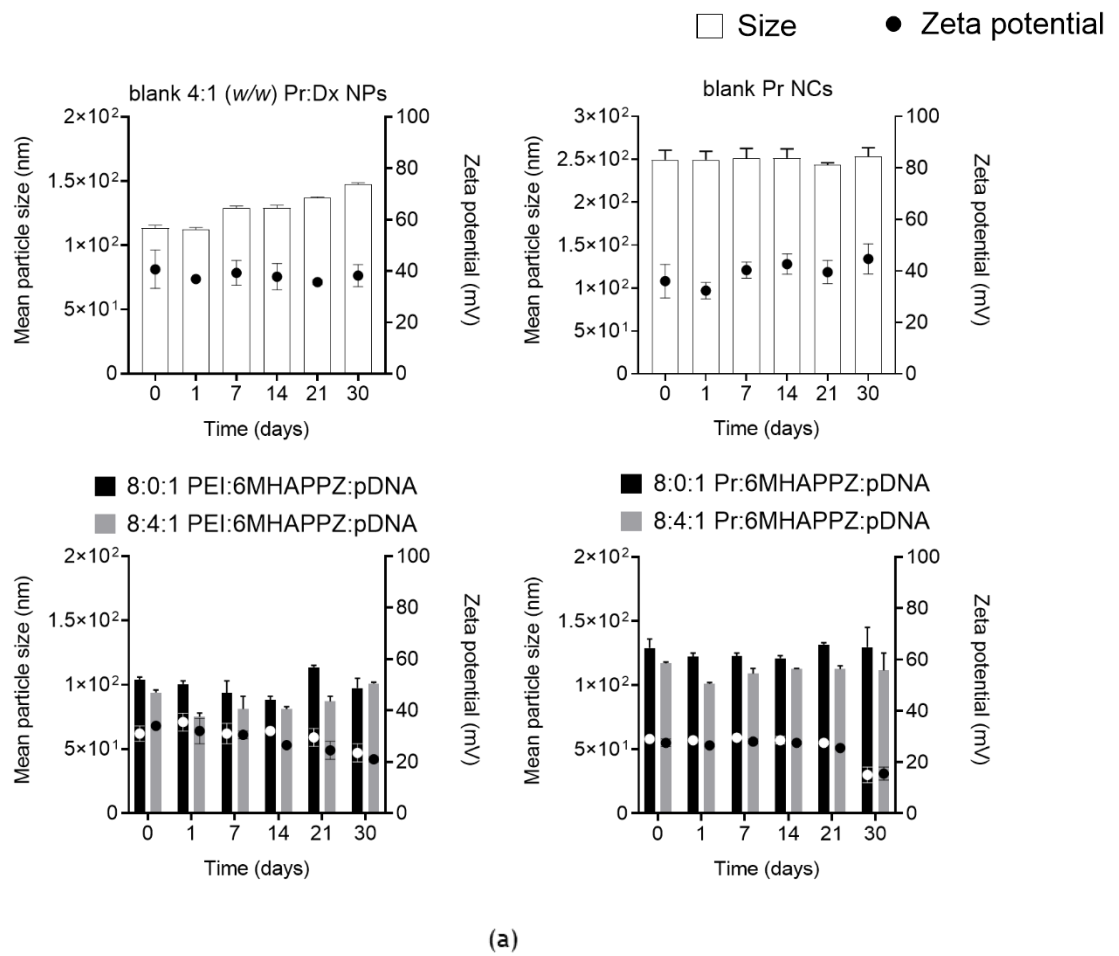 Size
Zeta potential
blank 4:1 (w/w) Pr:Dx NPs
Mean particle size (nm)
2×10²
1.5×10²
1×10²
5×10¹
0
100
80
60
40
20
0
Zeta potential (mV)
0 1 7 14 21 30
Time (days)
blank Pr NCs
Mean particle size (nm)
3×10²
2.5×10²
2×10²
1.5×10²
1×10²
5×10¹
0
100
80
60
40
20
0
Zeta potential (mV)
0 1 7 14 21 30
Time (days)
8:0:1 PEI:6MHAPPZ:pDNA
8:4:1 PEI:6MHAPPZ:pDNA
Mean particle size (nm)
2×10²
1.5×10²
1×10²
5×10¹
0
100
80
60
40
20
0
Zeta potential (mV)
0 1 7 14 21 30
Time (days)
8:0:1 Pr:6MHAPPZ:pDNA
8:4:1 Pr:6MHAPPZ:pDNA
Mean particle size (nm)
2×10²
1.5×10²
1×10²
5×10¹
0
100
80
60
40
20
0
Zeta potential (mV)
0 1 7 14 21 30
Time (days)
(a)